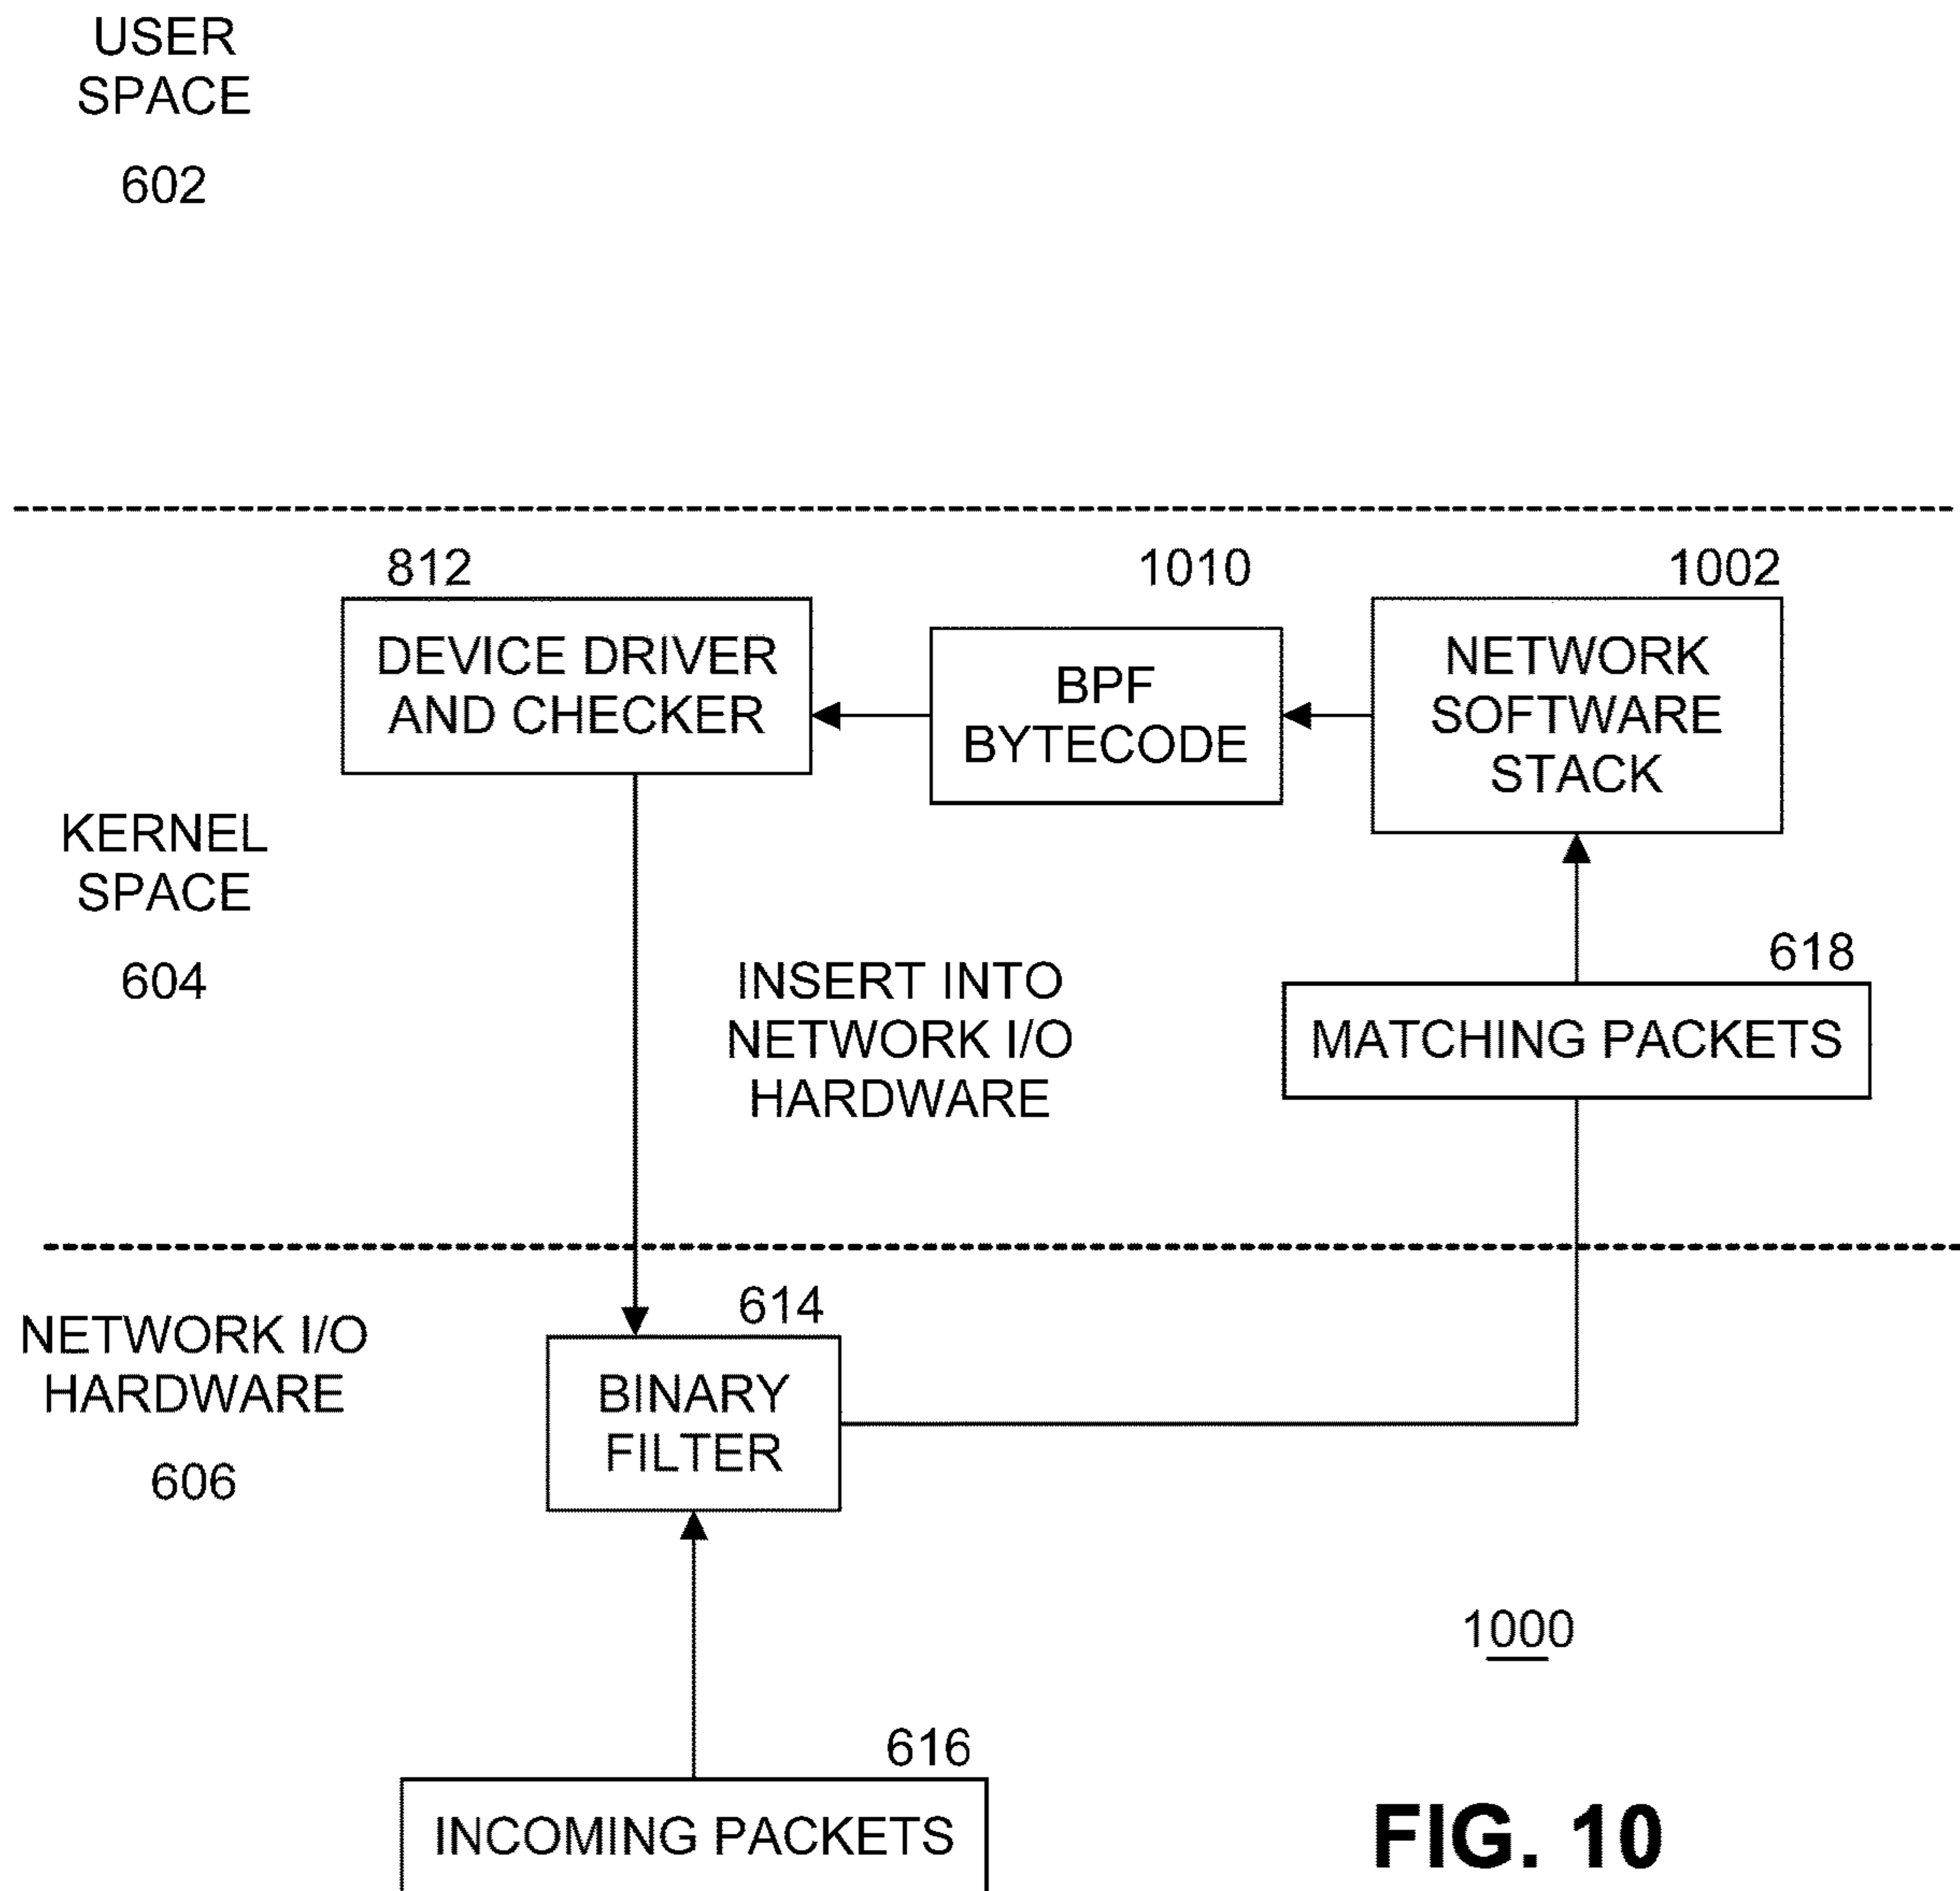 USER
SPACE
602
812
DEVICE DRIVER
AND CHECKER
1010
BPF
BYTECODE
1002
NETWORK
SOFTWARE
STACK
KERNEL
SPACE
604
INSERT INTO
NETWORK I/O
HARDWARE
618
MATCHING PACKETS
NETWORK I/O
HARDWARE
606
614
BINARY
FILTER
1000
616
INCOMING PACKETS
FIG. 10